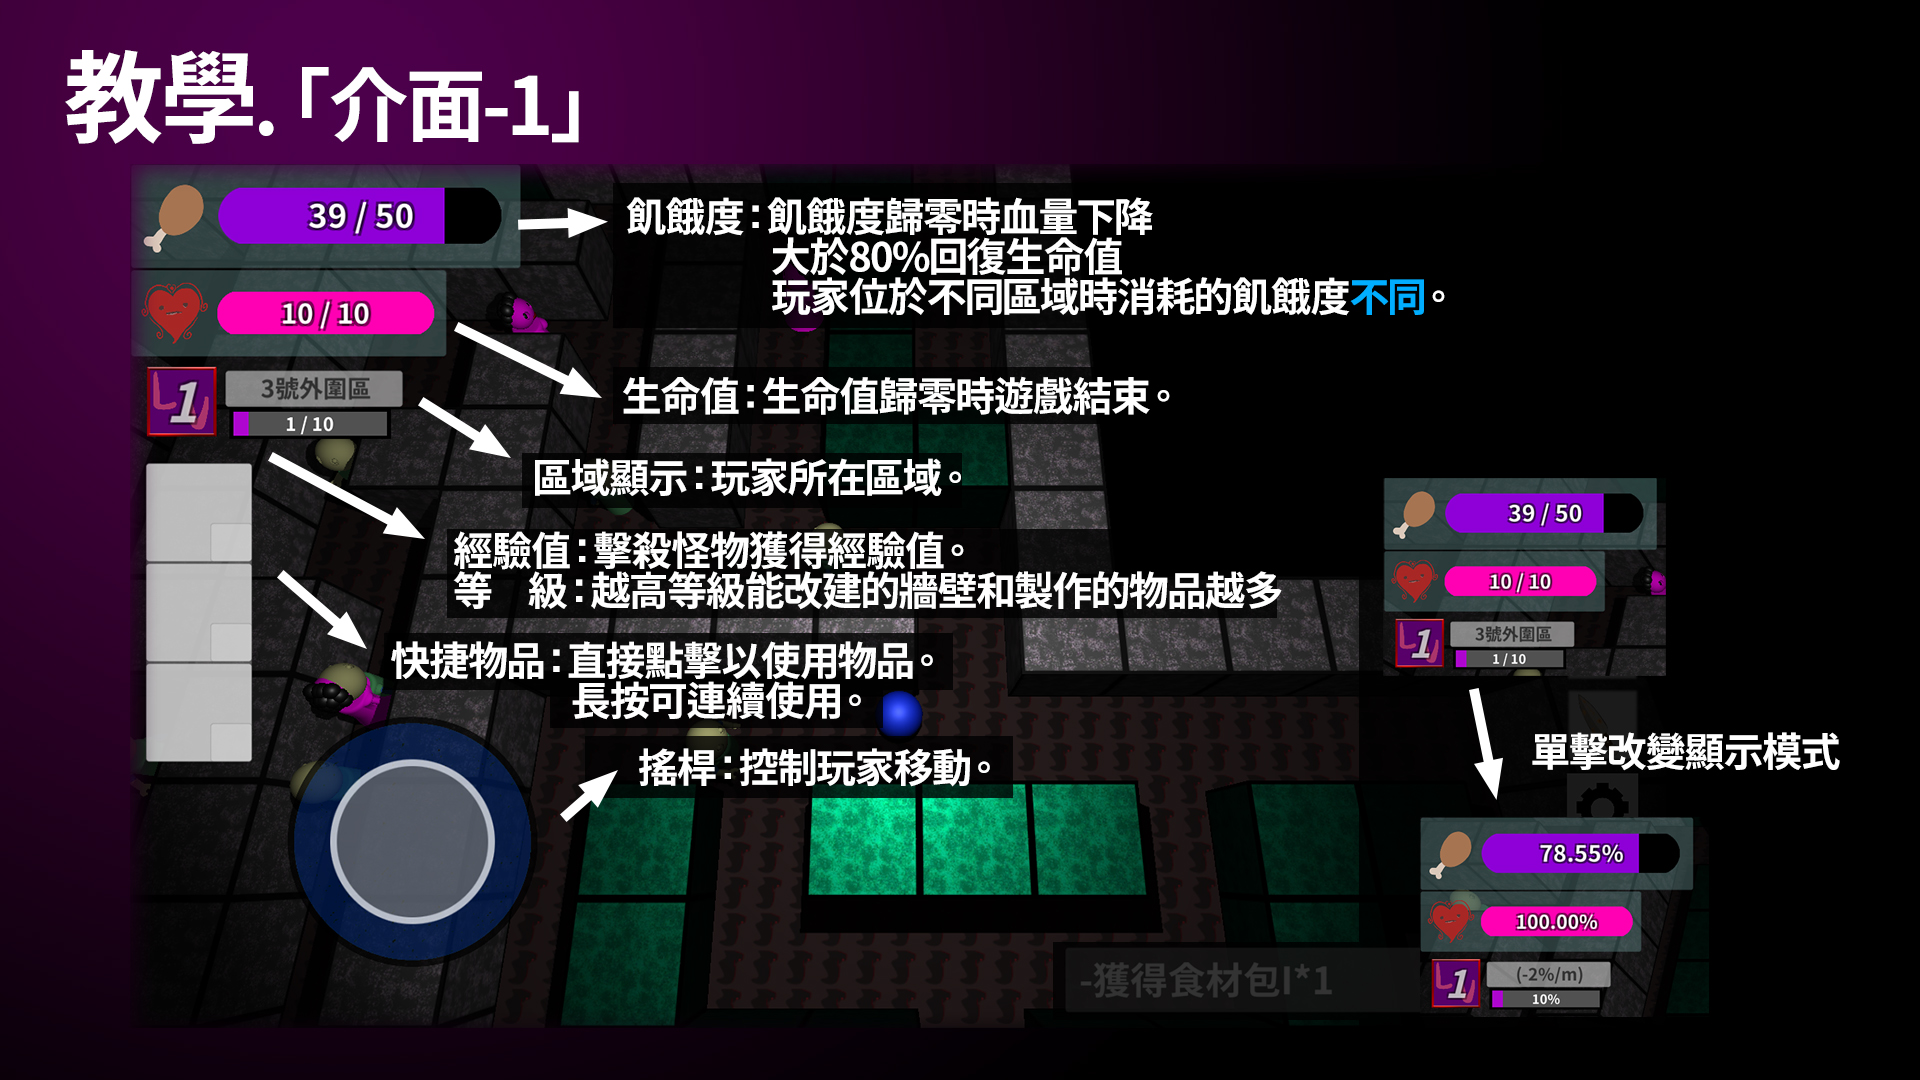 教學.「介面-1」
39 / 50
飢餓度：飢餓度歸零時血量下降
大於80%回復生命值
玩家位於不同區域時消耗的飢餓度不同。
10 / 10
生命值：生命值歸零時遊戲結束。
1
3號外圍區
1 / 10
區域顯示：玩家所在區域。
經驗值：擊殺怪物獲得經驗值。
等　級：越高等級能改建的牆壁和製作的物品越多
快捷物品：直接點擊以使用物品。
長按可連續使用。
搖桿：控制玩家移動。
39 / 50
10 / 10
1
3號外圍區
1 / 10
單擊改變顯示模式
78.55%
100.00%
1
(-2%/m)
10%
-獲得食材包I*1